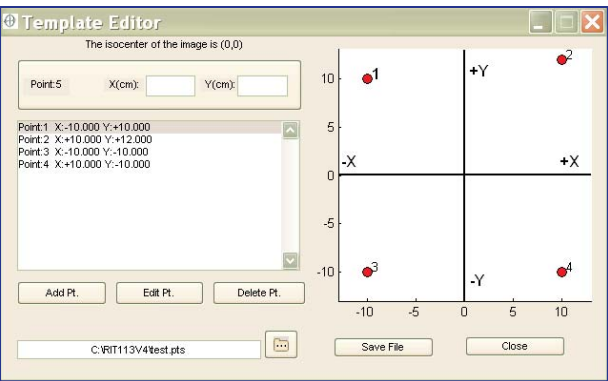 Template Editor
The isocenter of the image is (0,0)
Point:5 X(cm): Y(cm):
Point:1 X:-10.000 Y:+10.000
Point:2 X:+10.000 Y:+12.000
Point:3 X:-10.000 Y:-10.000
Point:4 X:+10.000 Y:-10.000
Add Pt. Edit Pt. Delete Pt.
C:\RIT113V4\test.pts
2
10 1 +Y
5
-X +X
0
-5
-10 3 -Y 4
-10 -5 0 5 10
Save File Close